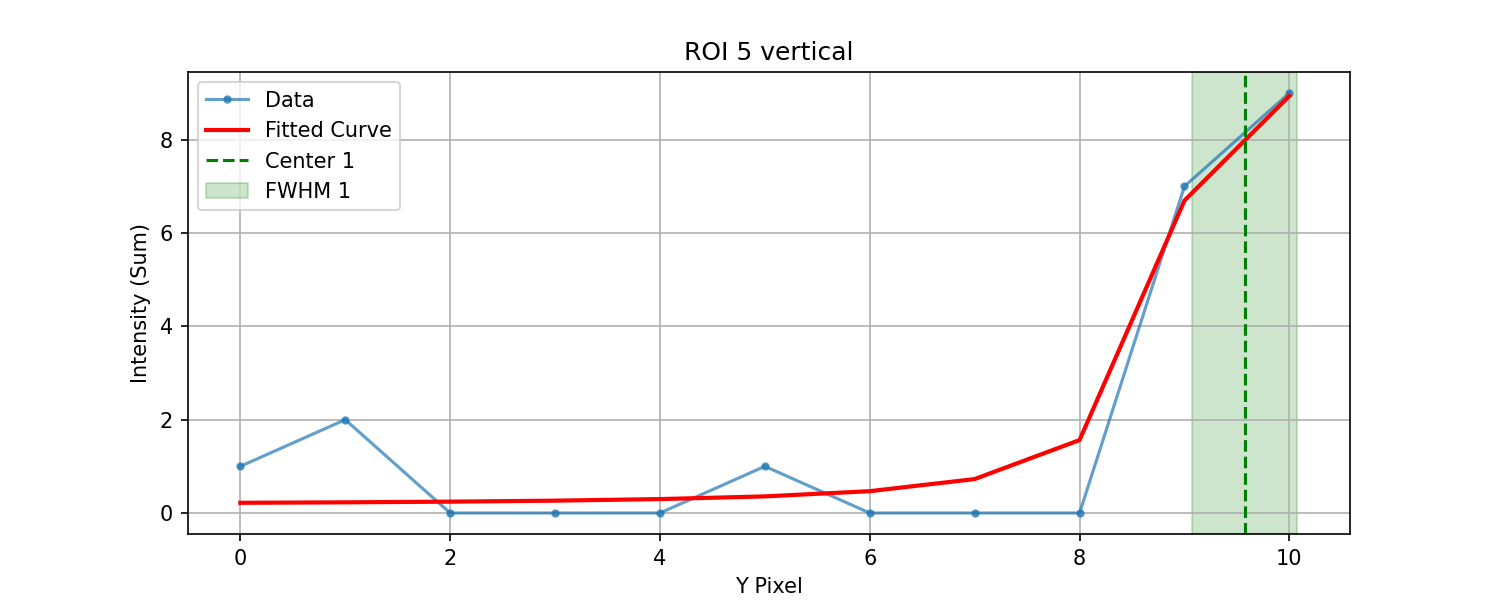 ROI 5 vertical
Data
Fitted Curve
Center 1
FWHM 1
Intensity (Sum)
8
6
4
2
0
0 2 4 6 8 10
Y Pixel